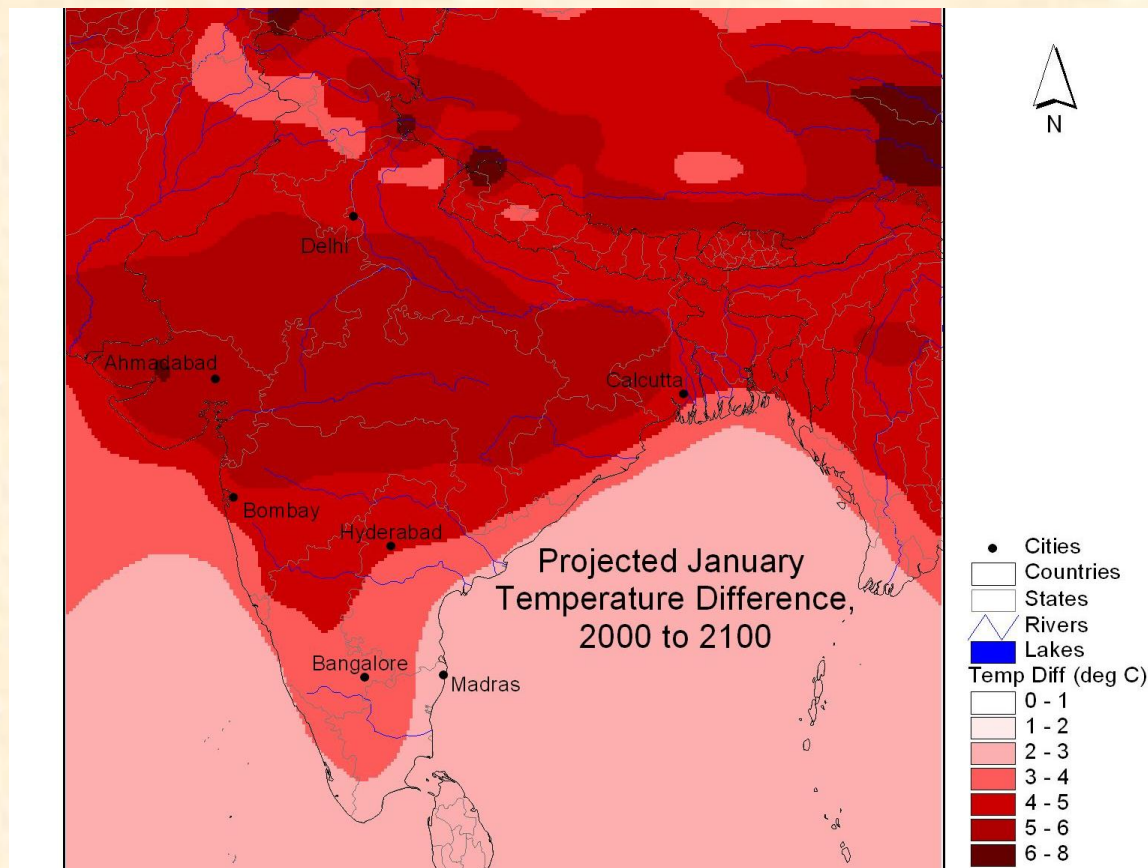 N
Delhi
Ahmadabad
Calcutta
Bombay
Hyderabad
Projected January
Temperature Difference,
2000 to 2100
Bangalore
Madras
Cities
Countries
States
Rivers
Lakes
Temp Diff (deg C)
0 - 1
1 - 2
2 - 3
3 - 4
4 - 5
5 - 6
6 - 8